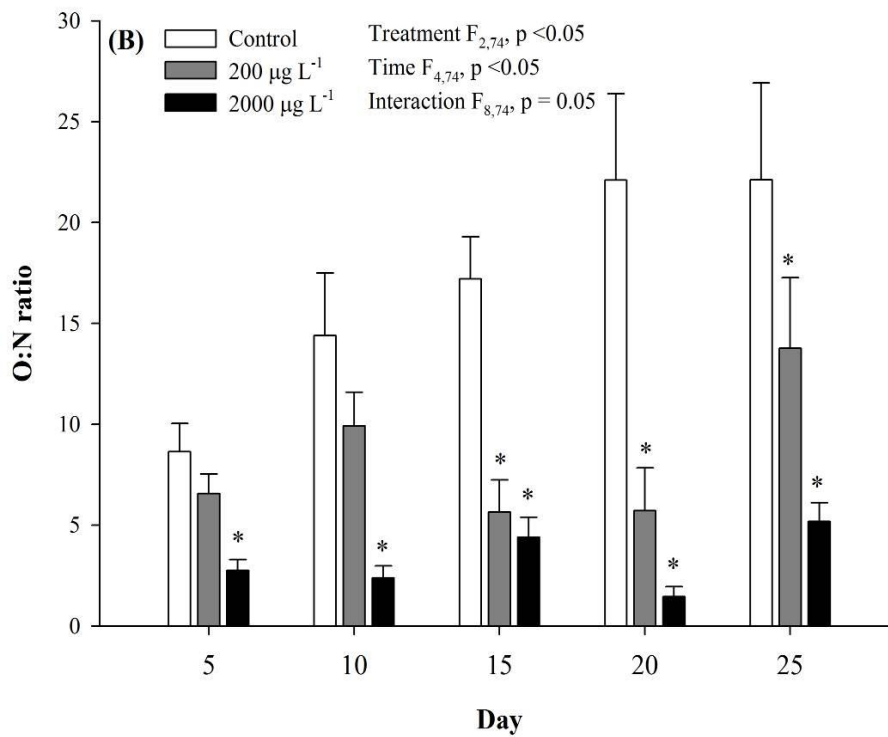 30
(B) Control Treatment F2,74, p <0.05
200 µg L-1 Time F4,74, p <0.05
2000 µg L-1 Interaction F8,74, p = 0.05
25
20
15
10
5
0
O:N ratio
* * * * * * * *
5 10 15 20 25
Day